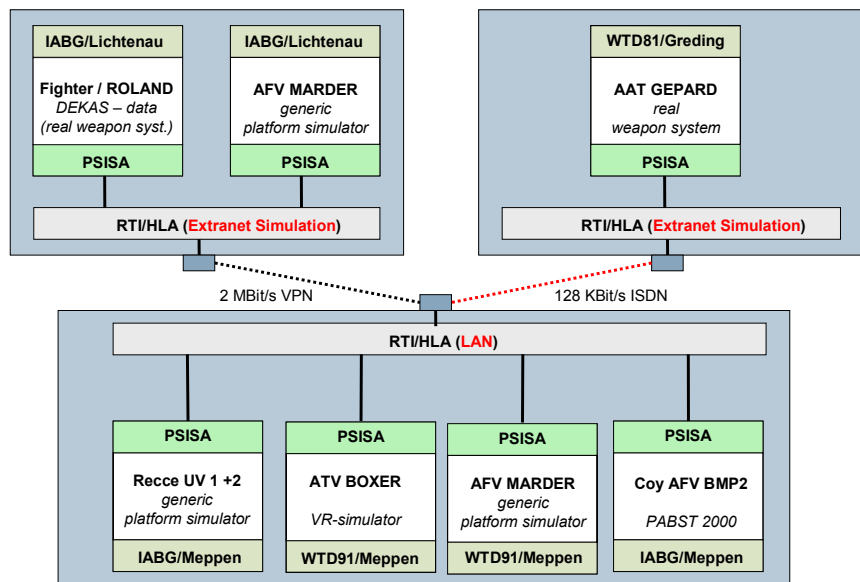 IABG/Lichtenau
Fighter / ROLAND
DEKAS – data
(real weapon syst.)
PSISA
IABG/Lichtenau
AFV MARDER
generic
platform simulator
PSISA
RTI/HLA (Extranet Simulation)
WTD81/Greding
AAT GEPARD
real
weapon system
PSISA
RTI/HLA (Extranet Simulation)
2 MBit/s VPN
128 KBit/s ISDN
RTI/HLA (LAN)
PSISA
Recce UV 1 +2
generic
platform simulator
IABG/Meppen
PSISA
ATV BOXER
VR-simulator
WTD91/Meppen
PSISA
AFV MARDER
generic
platform simulator
WTD91/Meppen
PSISA
Coy AFV BMP2
PABST 2000
IABG/Meppen